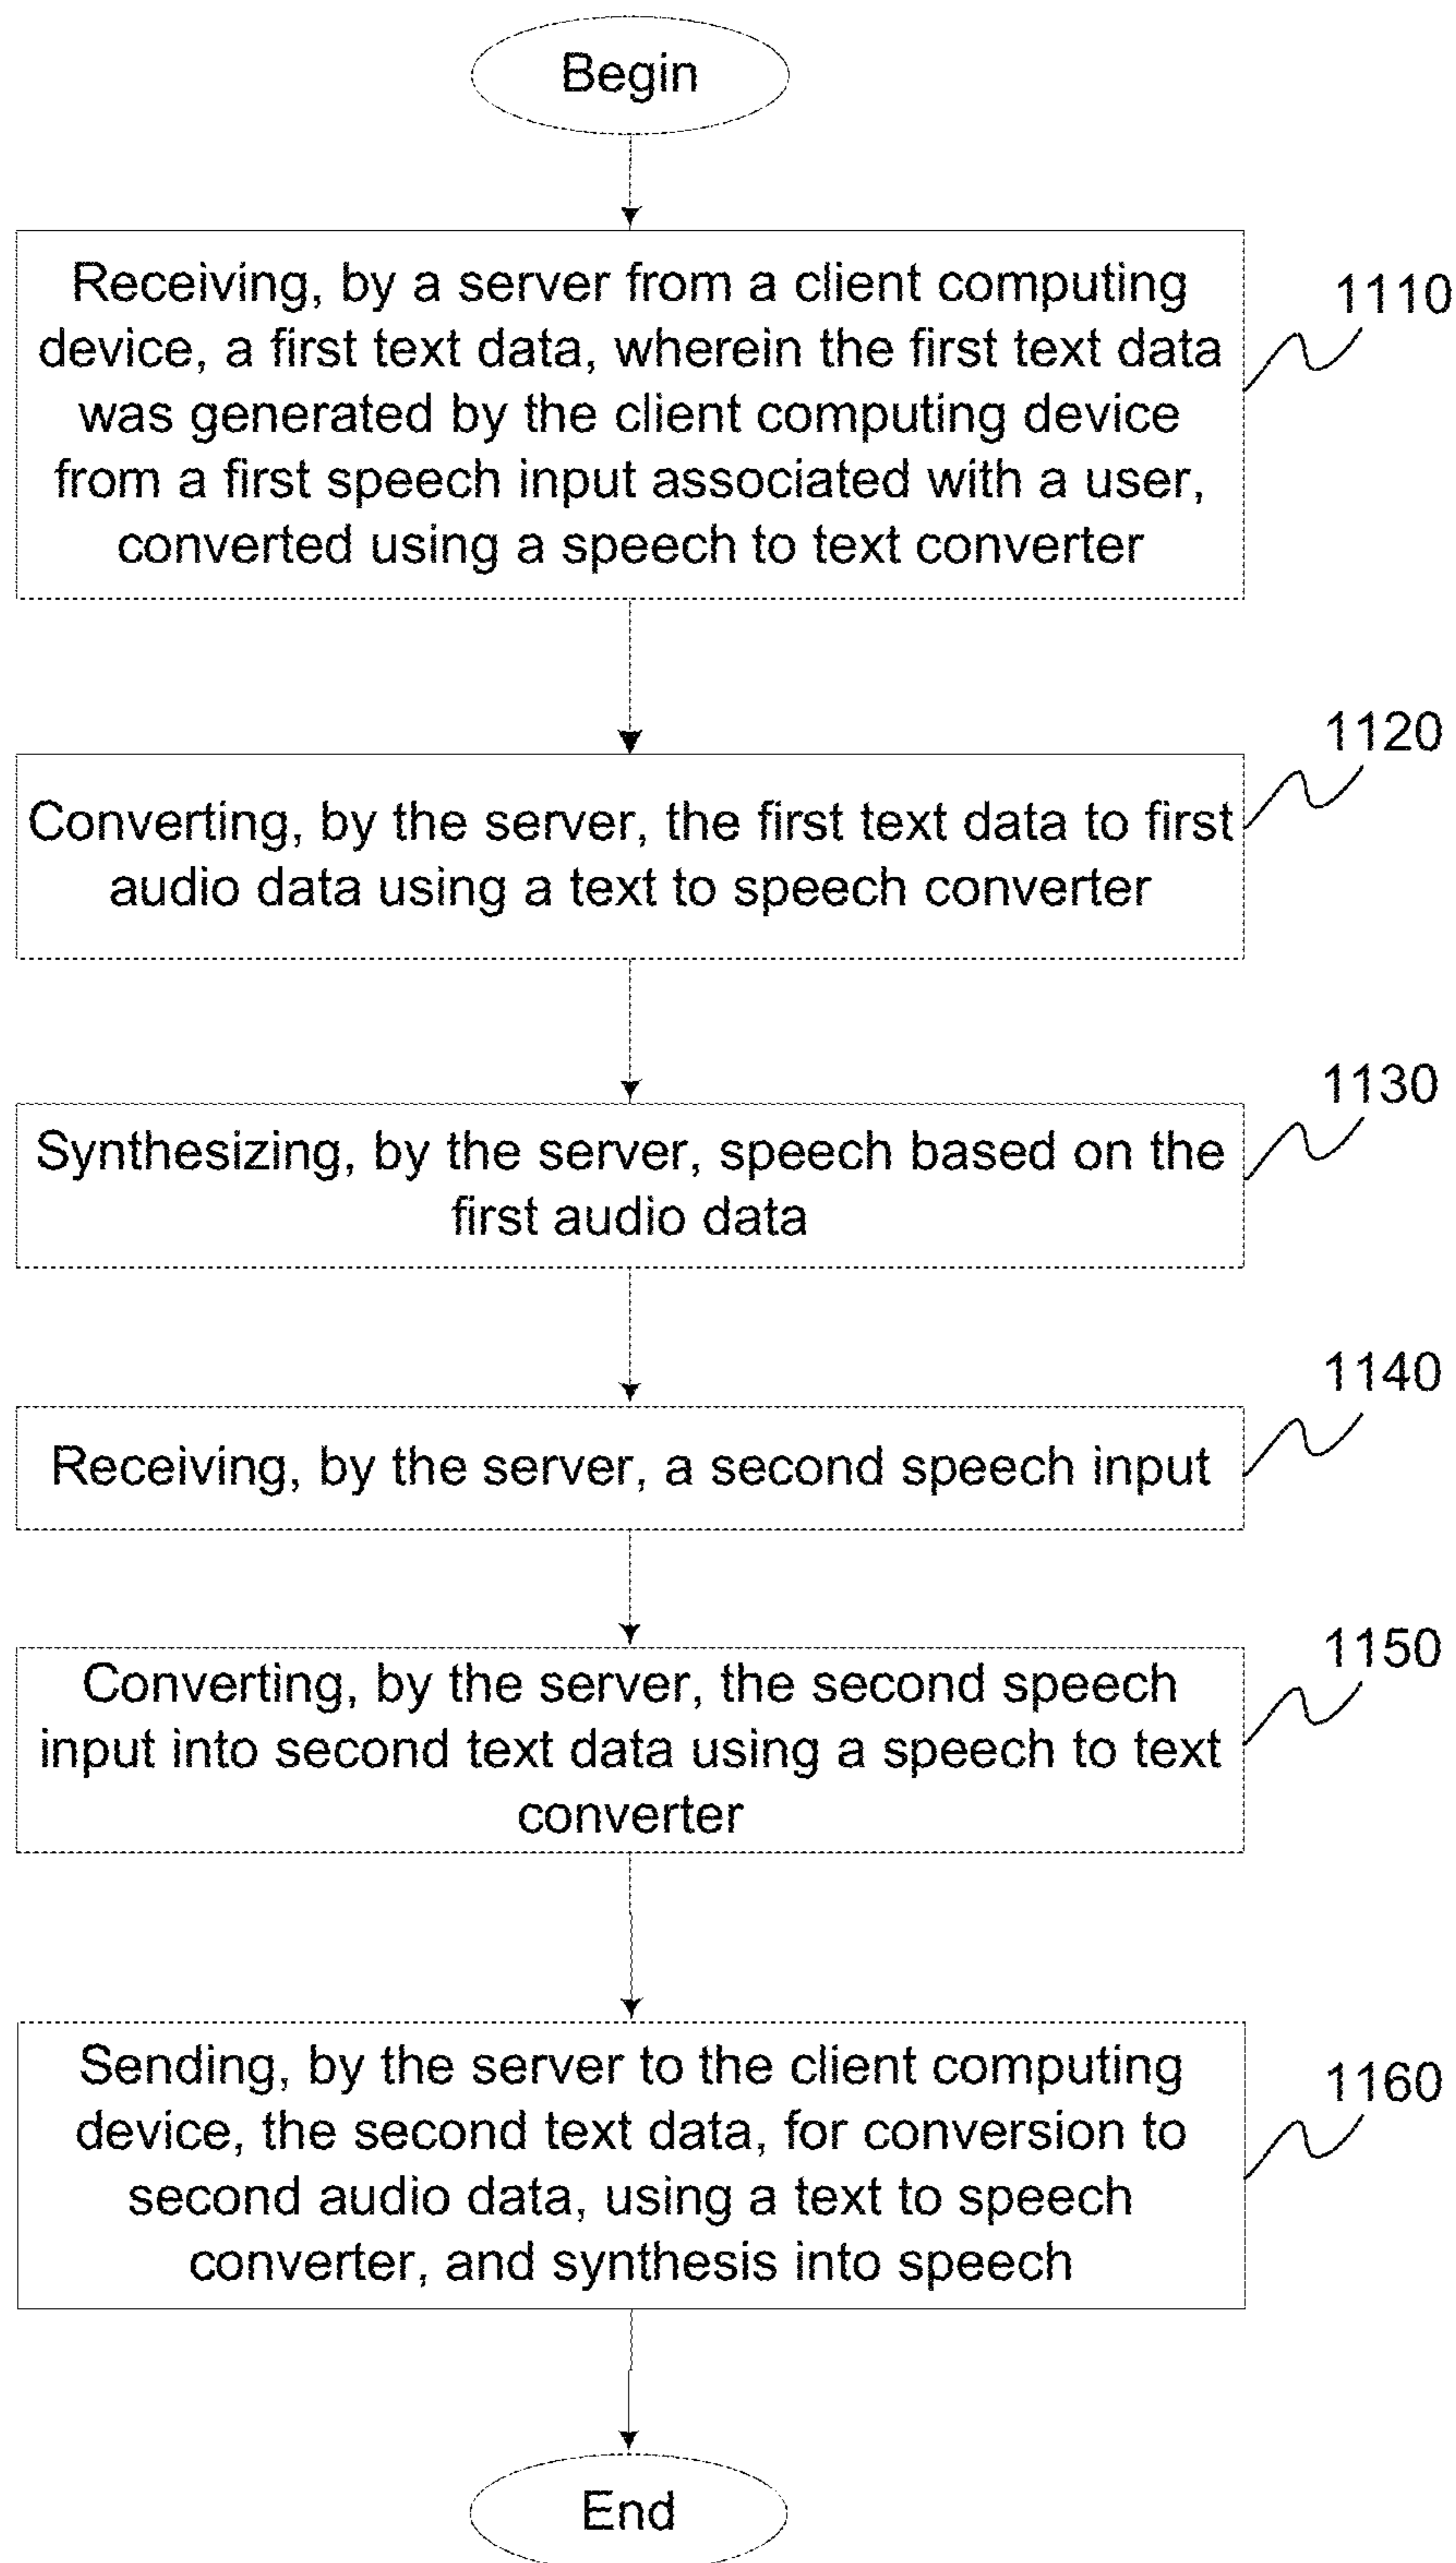 Begin
Receiving, by a server from a client computing
device, a first text data, wherein the first text data
was generated by the client computing device
from a first speech input associated with a user,
converted using a speech to text converter
1110
Converting, by the server, the first text data to first
audio data using a text to speech converter
1120
Synthesizing, by the server, speech based on the
first audio data
1130
Receiving, by the server, a second speech input
1140
Converting, by the server, the second speech
input into second text data using a speech to text
converter
1150
Sending, by the server to the client computing
device, the second text data, for conversion to
second audio data, using a text to speech
converter, and synthesis into speech
1160
End